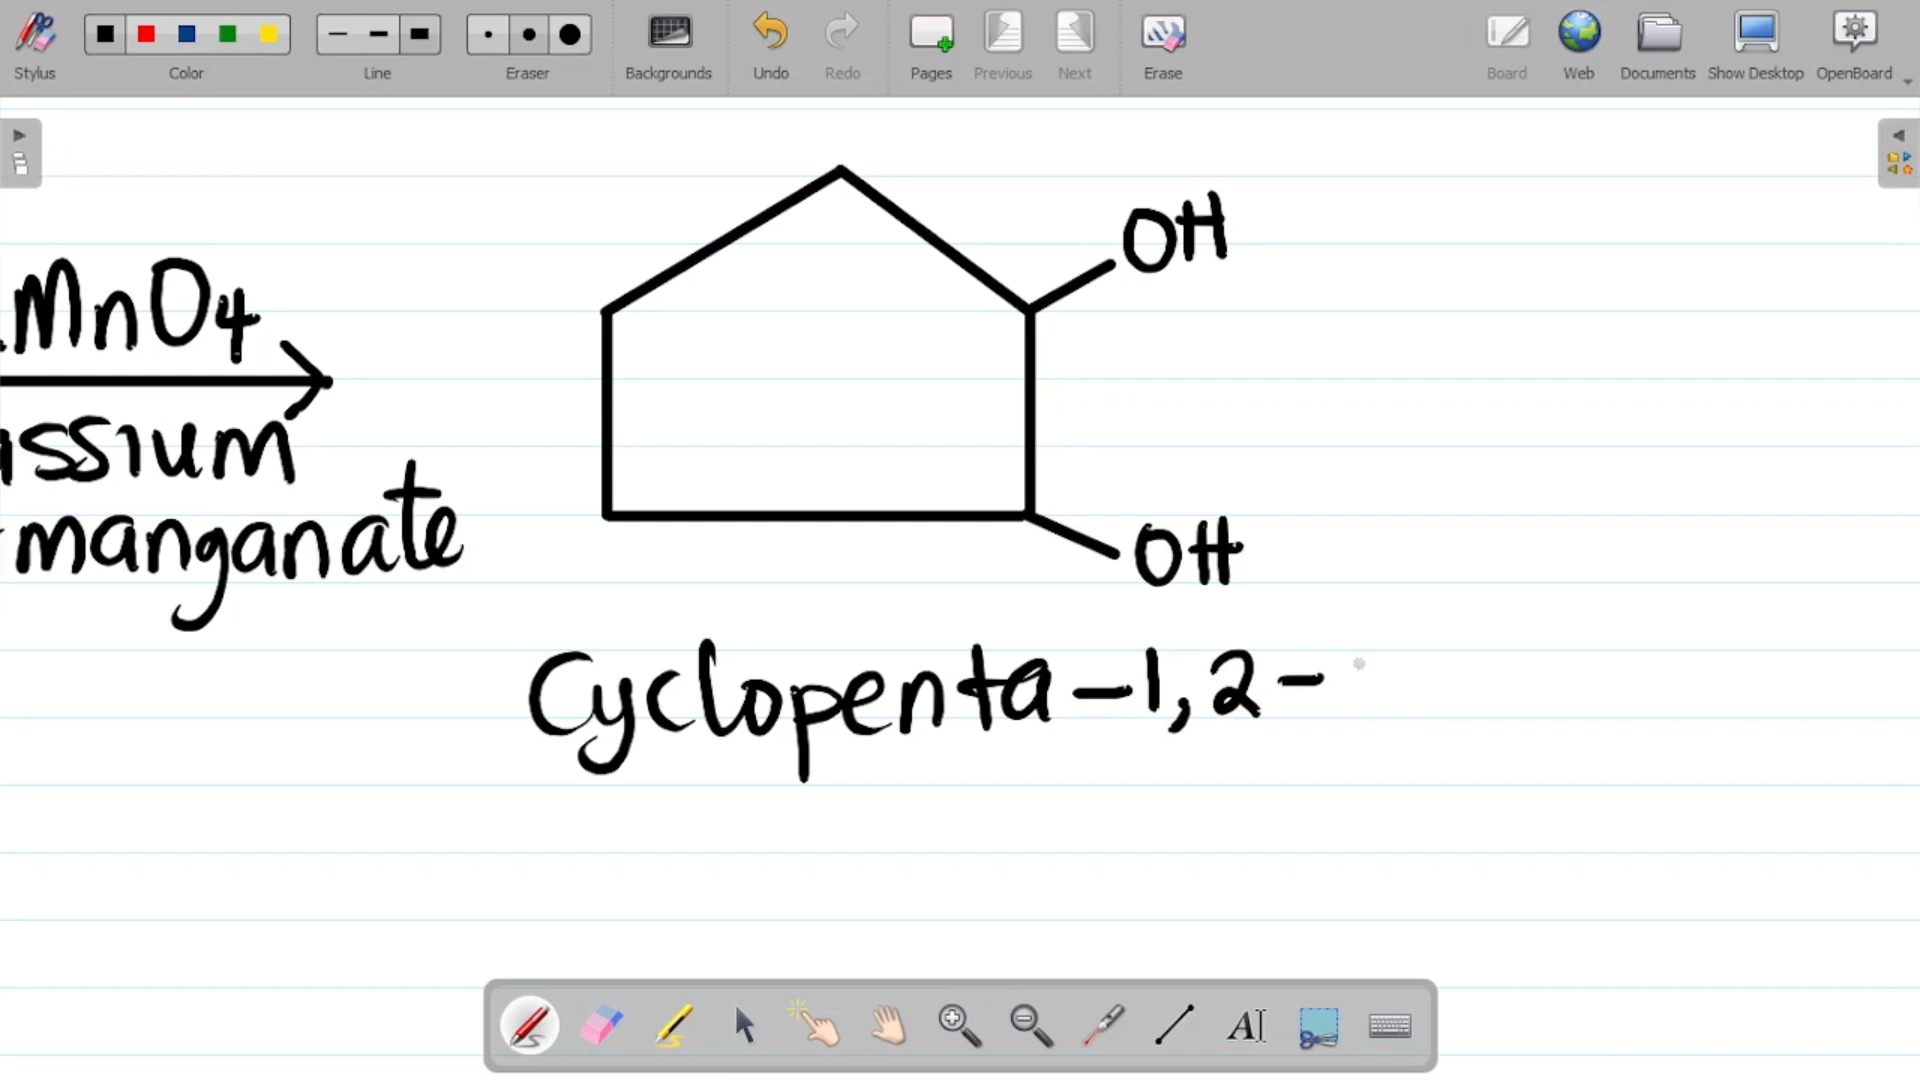 Stylus Color Line Eraser Backgrounds Undo Redo Pages Previous Next Erase Board Web Documents Show Desktop OpenBoard
OH
MnO4
assium
manganate
OH
Cyclopenta-1,2-